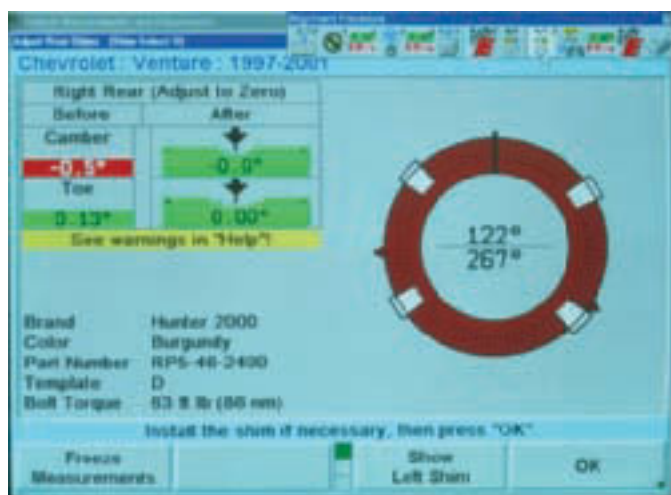 Chevrolet : Venture : 1997-2001
Right Rear (Adjust to Zero)
Before After
Camber
-0.5° -0.0°
Toe
0.13° 0.00°
See warnings in "Help"!
122°
267°
Brand Hunter 2000
Color Burgundy
Part Number RP5-46-2400
Template D
Bolt Torque 63 ft lb (86 nm)
Install the shim if necessary, then press "OK".
Freeze
Measurements
Show
Left Shim
OK